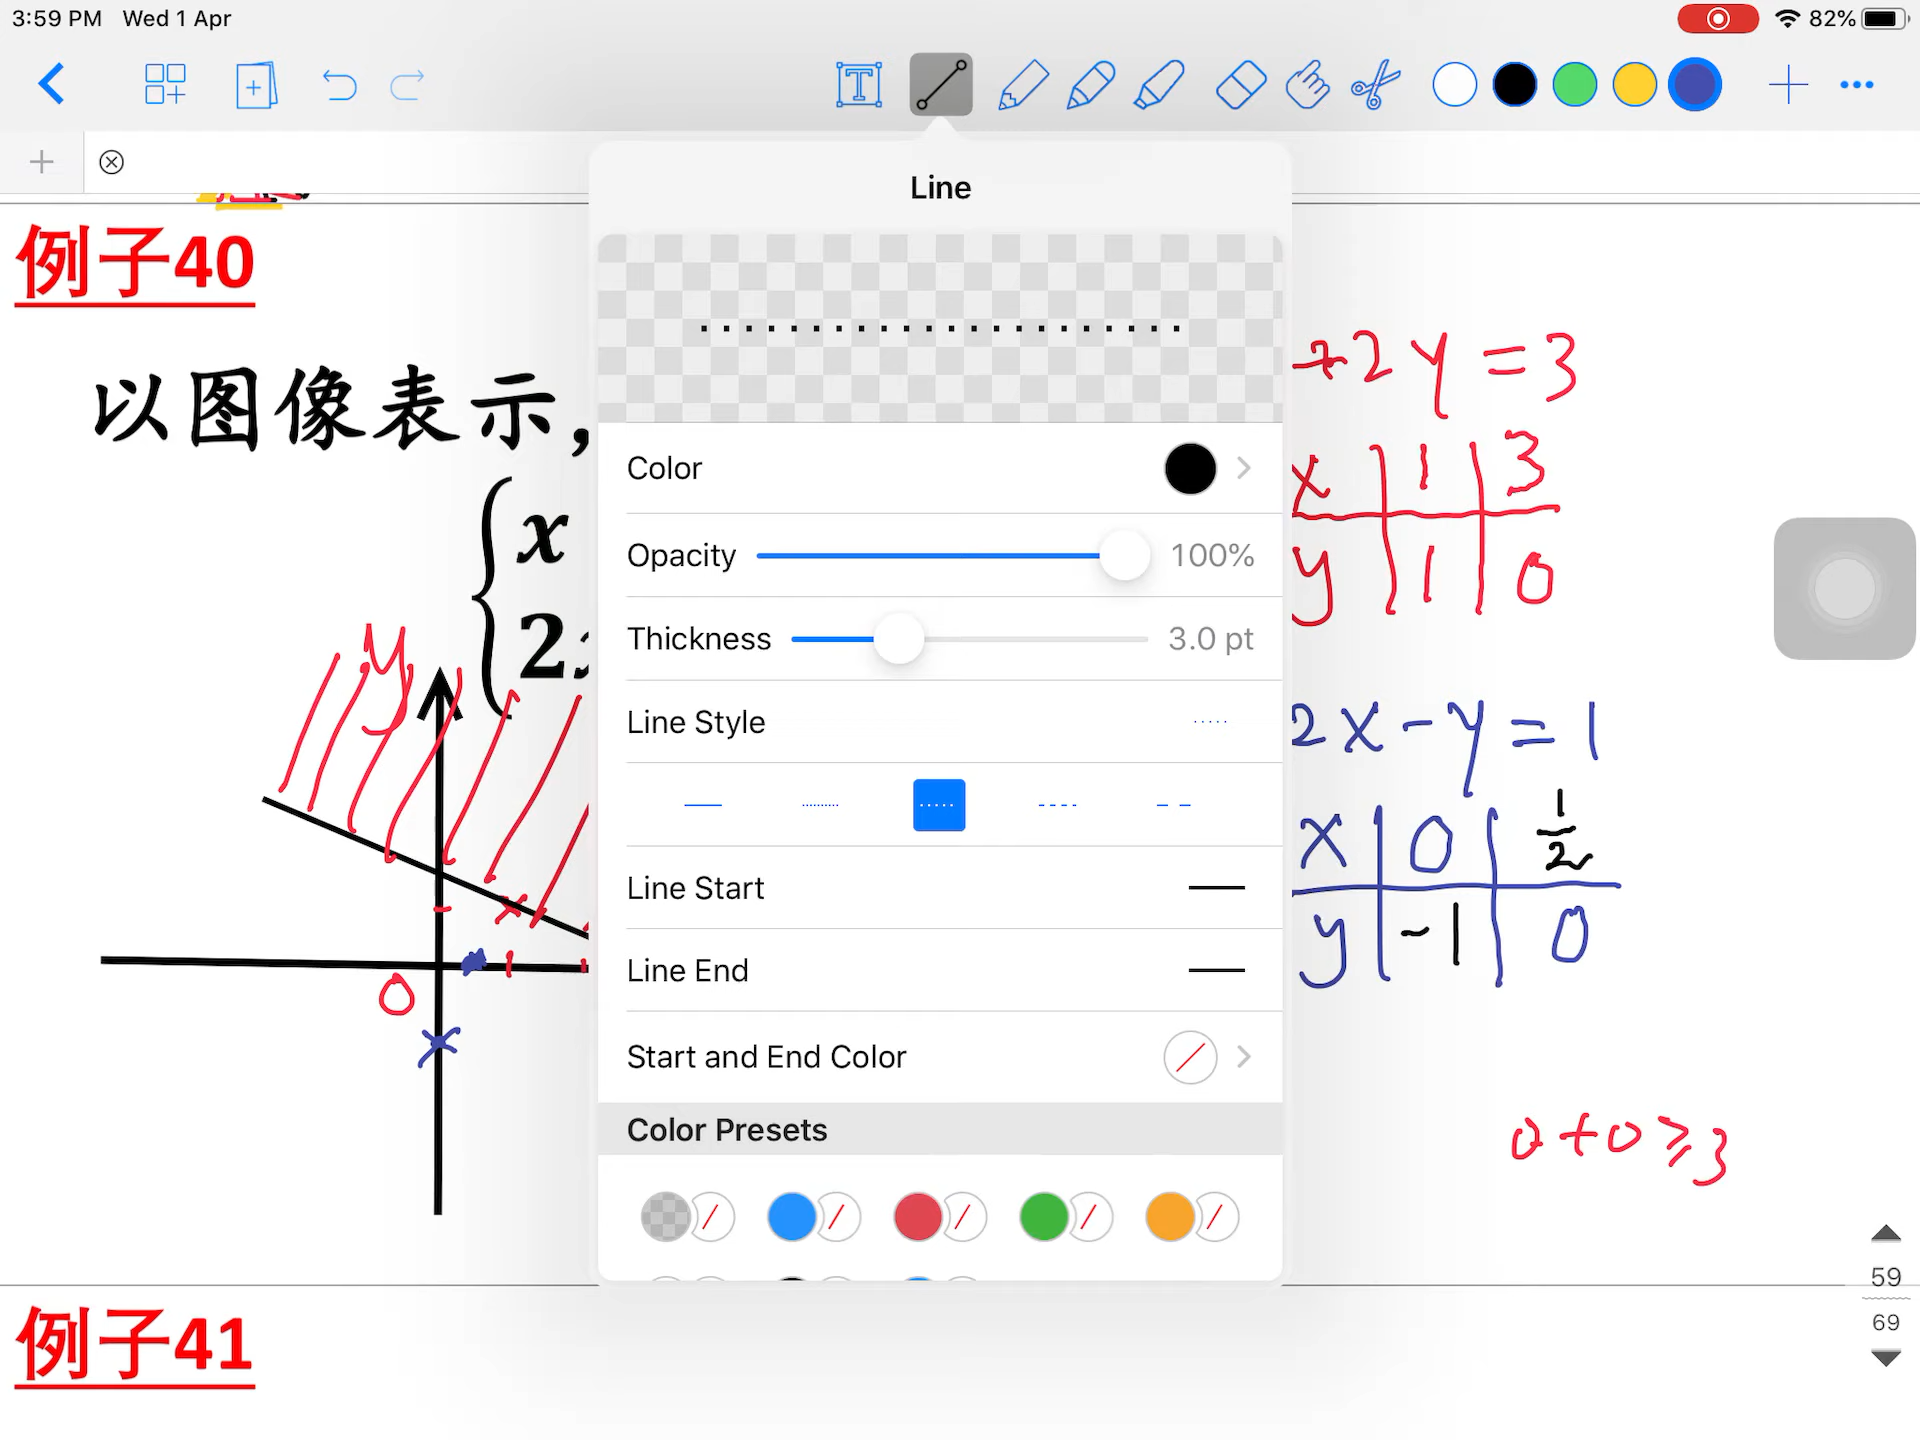 3:59 PM Wed 1 Apr
82%
T
Line
例子40
以图像表示，
x
2x
Color
Opacity 100%
Thickness 3.0 pt
Line Style
Line Start
Line End
Start and End Color
Color Presets
+2y=3
x 1 3
y 1 0
2x-y=1
x 0 1/2
y -1 0
y
0
0+0≥3
59
69
例子41